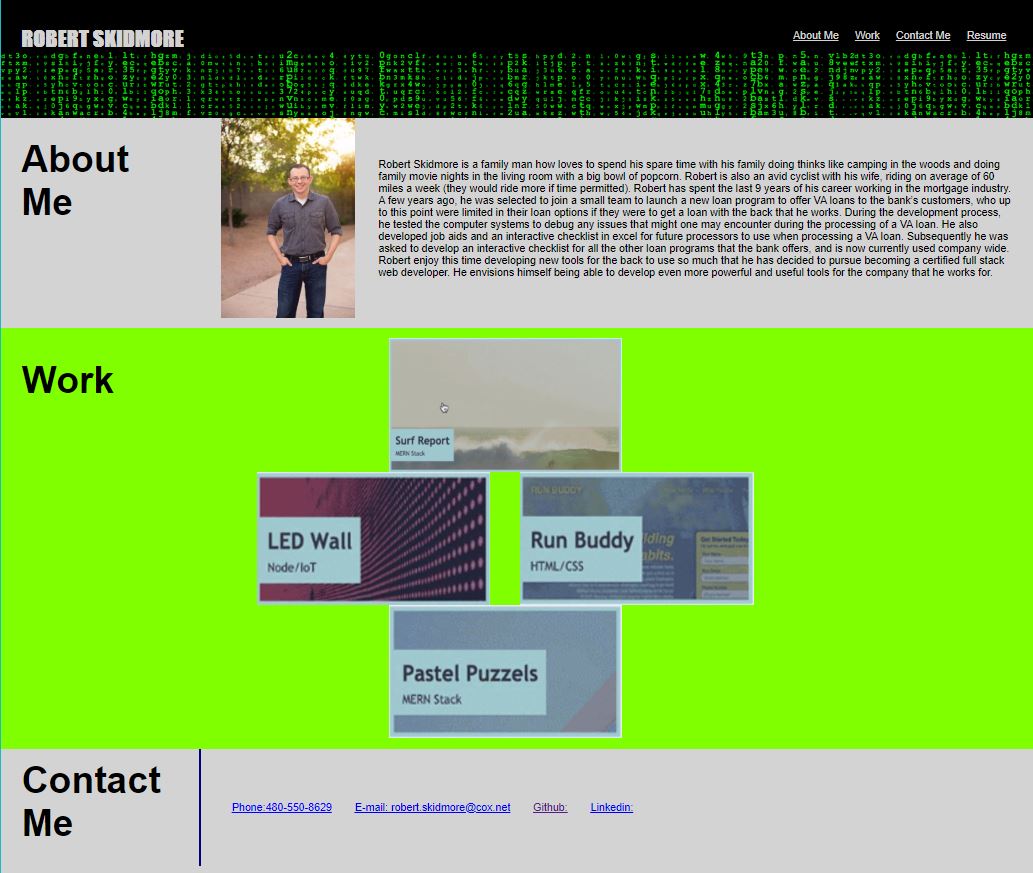 ROBERT SKIDMORE
About Me Work Contact Me Resume
About
Me
Robert Skidmore is a family man how loves to spend his spare time with his family doing thinks like camping in the woods and doing
family movie nights in the living room with a big bowl of popcorn. Robert is also an avid cyclist with his wife, riding on average of 60
miles a week (they would ride more if time permitted). Robert has spent the last 9 years of his career working in the mortgage industry.
A few years ago, he was selected to join a small team to launch a new loan program to offer VA loans to the bank's customers, who up
to this point were limited in their loan options if they were to get a loan with the back that he works. During the development process,
he tested the computer systems to debug any issues that might one may encounter during the processing of a VA loan. He also
developed job aids and an interactive checklist in excel for future processors to use when processing a VA loan. Subsequently he was
asked to develop an interactive checklist for all the other loan programs that the bank offers, and is now currently used company wide.
Robert enjoy this time developing new tools for the back to use so much that he has decided to pursue becoming a certified full stack
web developer. He envisions himself being able to develop even more powerful and useful tools for the company that he works for.
Work
Surf Report
MERN Stack
LED Wall
Node/IoT
RUN BUDDY
Run Buddy
HTML/CSS
Get Started Today
Pastel Puzzels
MERN Stack
Contact
Me
Phone:480-550-8629 E-mail: robert.skidmore@cox.net Github: Linkedin: